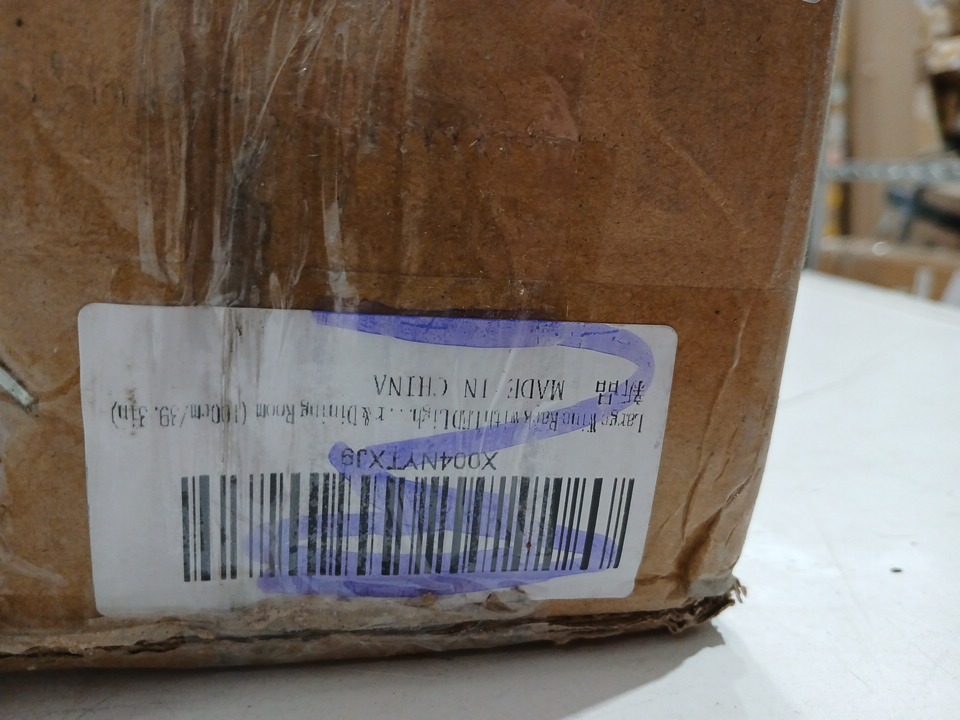 X004NYTXJ9
Large Wine Rack with LED Ligh...r & Dining Room (100cm/39.3in)
新品
MADE IN CHINA